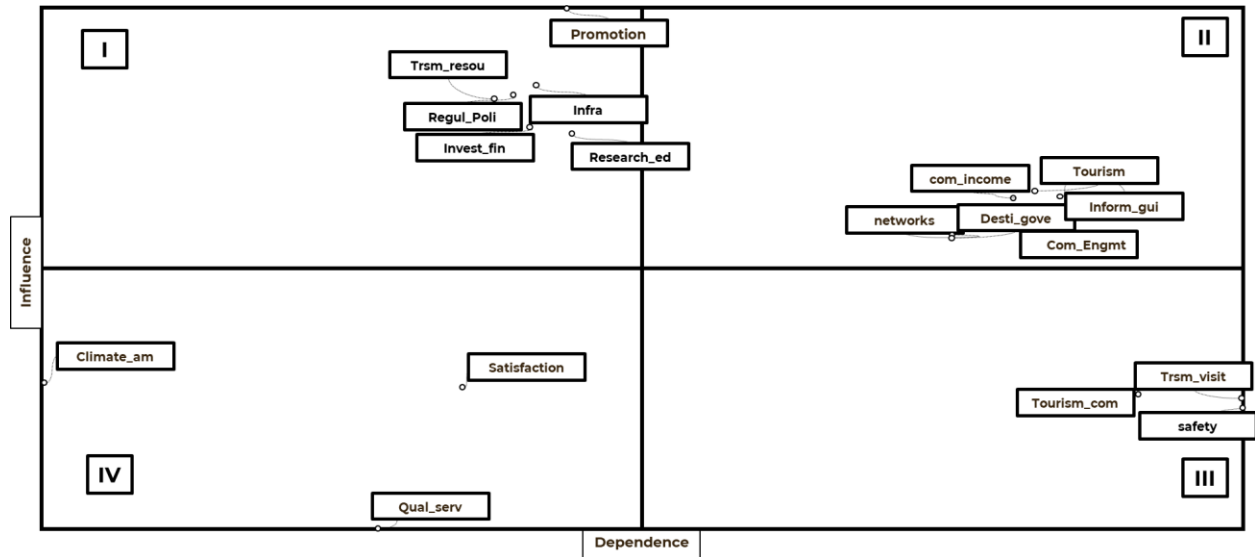 Promotion
I
II
Trsm_resou
Infra
Regul_Poli
Invest_fin
Research_ed
com_income
Tourism
Inform_gui
networks
Desti_gove
Com_Engmt
Influence
Climate_am
Satisfaction
Trsm_visit
Tourism_com
safety
IV
III
Qual_serv
Dependence